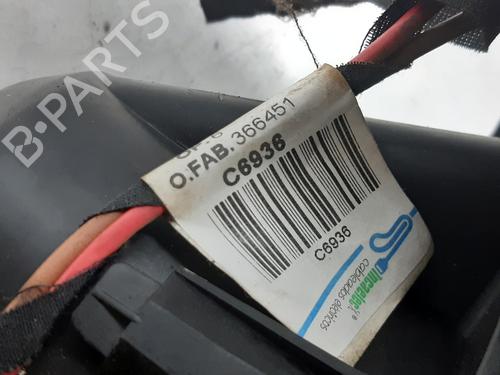 B-PARTS
O.FAB.366451
C6936
C6936
cableados eléctricos